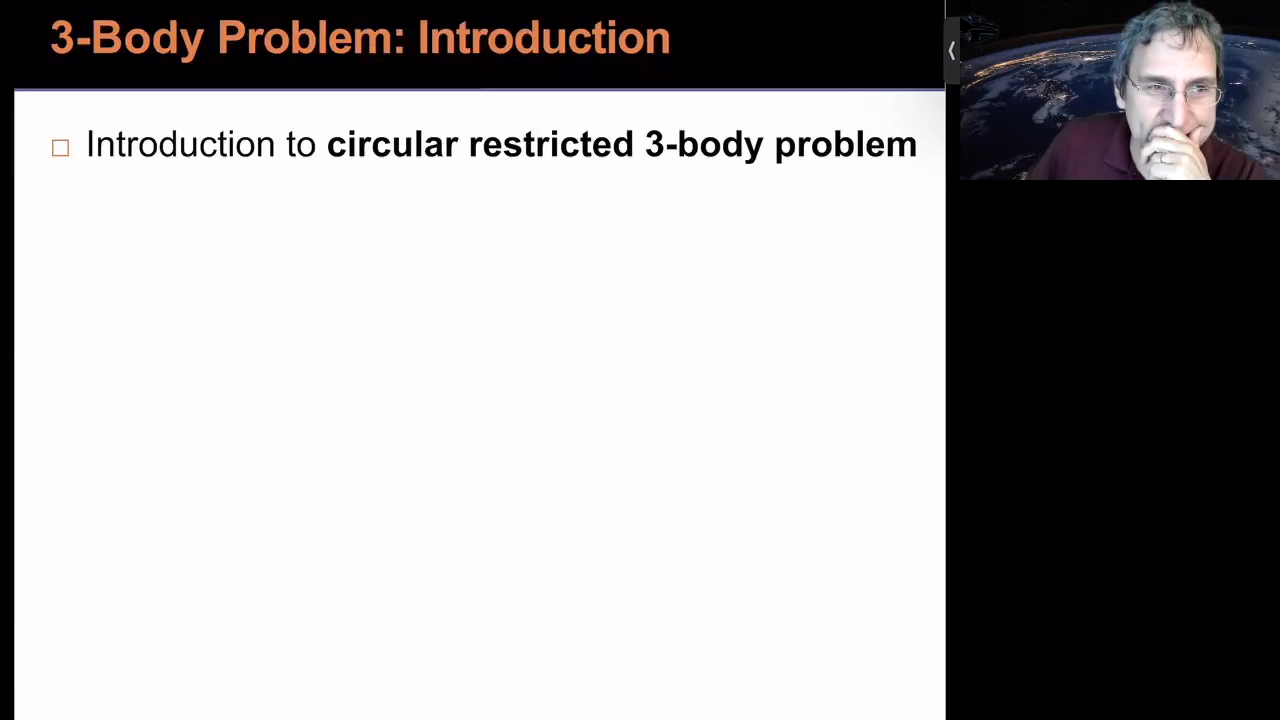 3-Body Problem: Introduction
Introduction to circular restricted 3-body problem